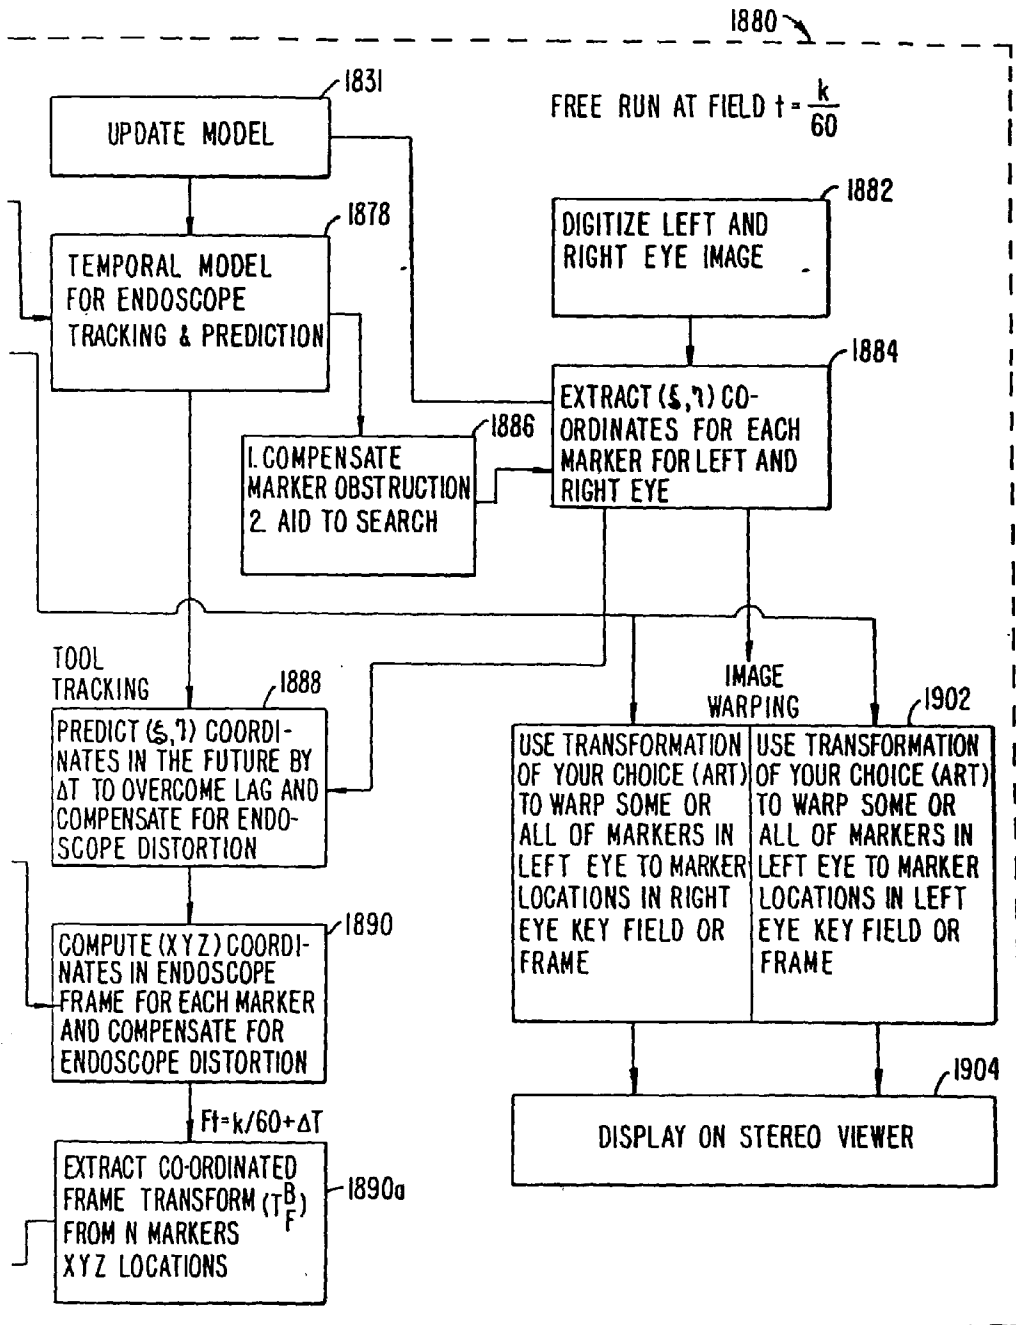 1880
1831
UPDATE MODEL
FREE RUN AT FIELD t = k/60
1878
TEMPORAL MODEL
FOR ENDOSCOPE
TRACKING & PREDICTION
1882
DIGITIZE LEFT AND
RIGHT EYE IMAGE
1884
EXTRACT (ξ,η) CO-
ORDINATES FOR EACH
MARKER FOR LEFT AND
RIGHT EYE
1886
1. COMPENSATE
MARKER OBSTRUCTION
2. AID TO SEARCH
TOOL
TRACKING
1888
PREDICT (ξ,η) COORDI-
NATES IN THE FUTURE BY
ΔT TO OVERCOME LAG AND
COMPENSATE FOR ENDO-
SCOPE DISTORTION
IMAGE
WARPING
1902
USE TRANSFORMATION
OF YOUR CHOICE (ART)
TO WARP SOME OR
ALL OF MARKERS IN
LEFT EYE TO MARKER
LOCATIONS IN RIGHT
EYE KEY FIELD OR
FRAME
USE TRANSFORMATION
OF YOUR CHOICE (ART)
TO WARP SOME OR
ALL OF MARKERS IN
LEFT EYE TO MARKER
LOCATIONS IN LEFT
EYE KEY FIELD OR
FRAME
1890
COMPUTE (XYZ) COORDI-
NATES IN ENDOSCOPE
FRAME FOR EACH MARKER
AND COMPENSATE FOR
ENDOSCOPE DISTORTION
Ft=k/60+ΔT
1904
DISPLAY ON STEREO VIEWER
1890a
EXTRACT CO-ORDINATED
FRAME TRANSFORM (T B F)
FROM N MARKERS
XYZ LOCATIONS